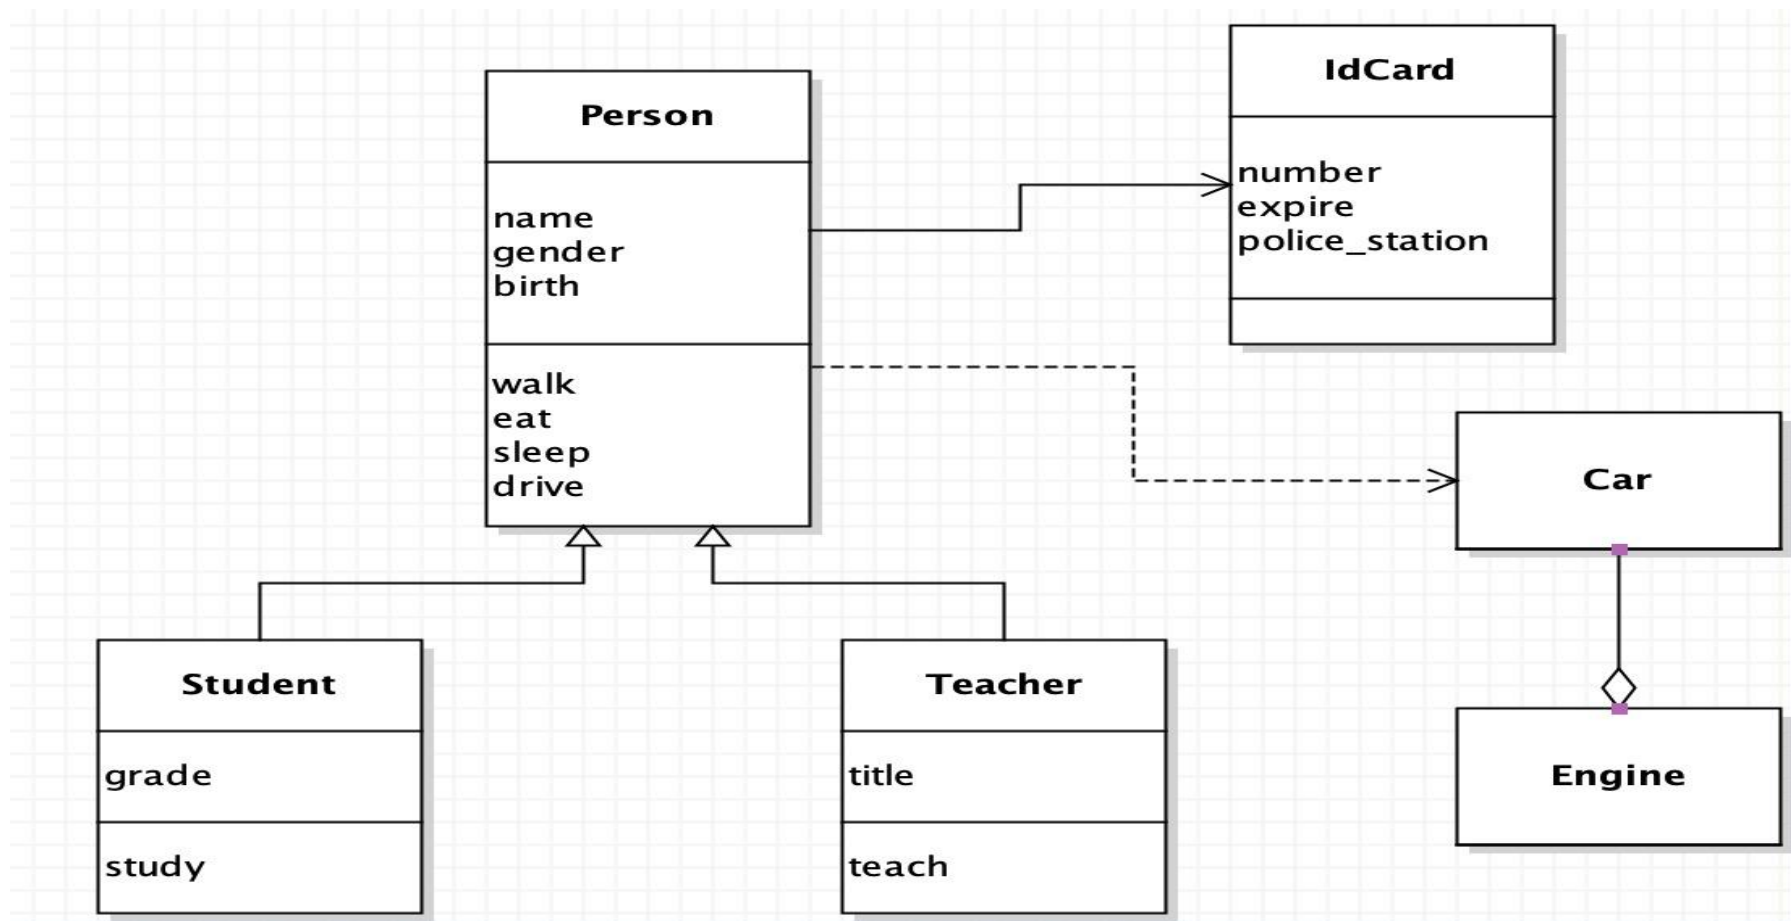 Person
name
gender
birth
walk
eat
sleep
drive
IdCard
number
expire
police_station
Car
Student
grade
study
Teacher
title
teach
Engine